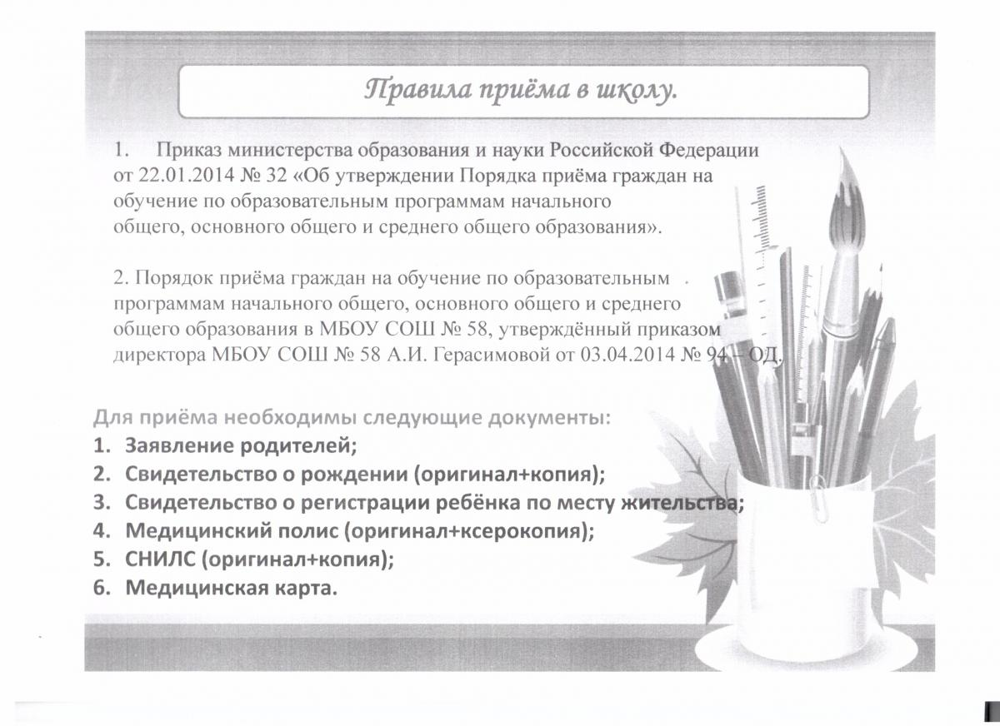 Правила приёма в школу.
1. Приказ министерства образования и науки Российской Федерации
от 22.01.2014 № 32 «Об утверждении Порядка приёма граждан на
обучение по образовательным программам начального
общего, основного общего и среднего общего образования».
2. Порядок приёма граждан на обучение по образовательным
программам начального общего, основного общего и среднего
общего образования в МБОУ СОШ № 58, утверждённый приказом
директора МБОУ СОШ № 58 А.И. Герасимовой от 03.04.2014 № 94 – ОД.
Для приёма необходимы следующие документы:
1. Заявление родителей;
2. Свидетельство о рождении (оригинал+копия);
3. Свидетельство о регистрации ребёнка по месту жительства;
4. Медицинский полис (оригинал+ксерокопия);
5. СНИЛС (оригинал+копия);
6. Медицинская карта.